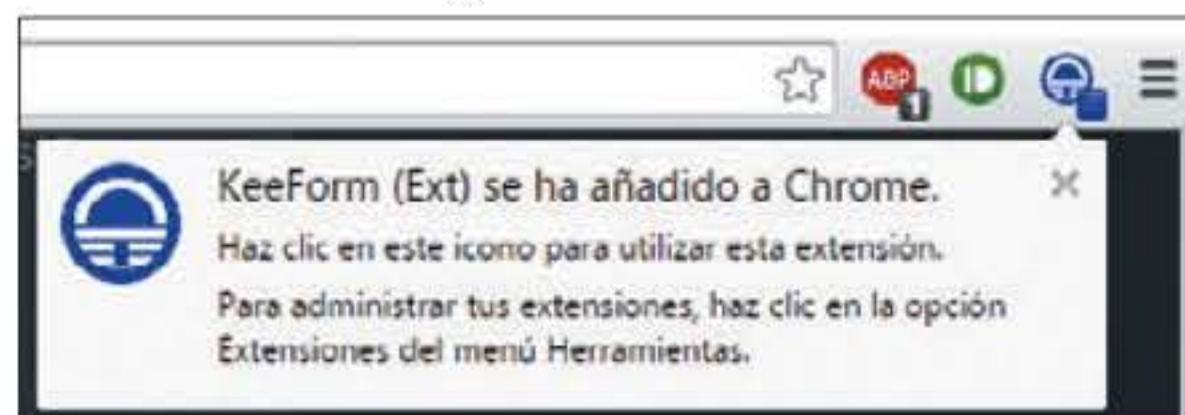 ABP
1
KeeForm (Ext) se ha añadido a Chrome.
Haz clic en este icono para utilizar esta extensión.
Para administrar tus extensiones, haz clic en la opción
Extensiones del menú Herramientas.